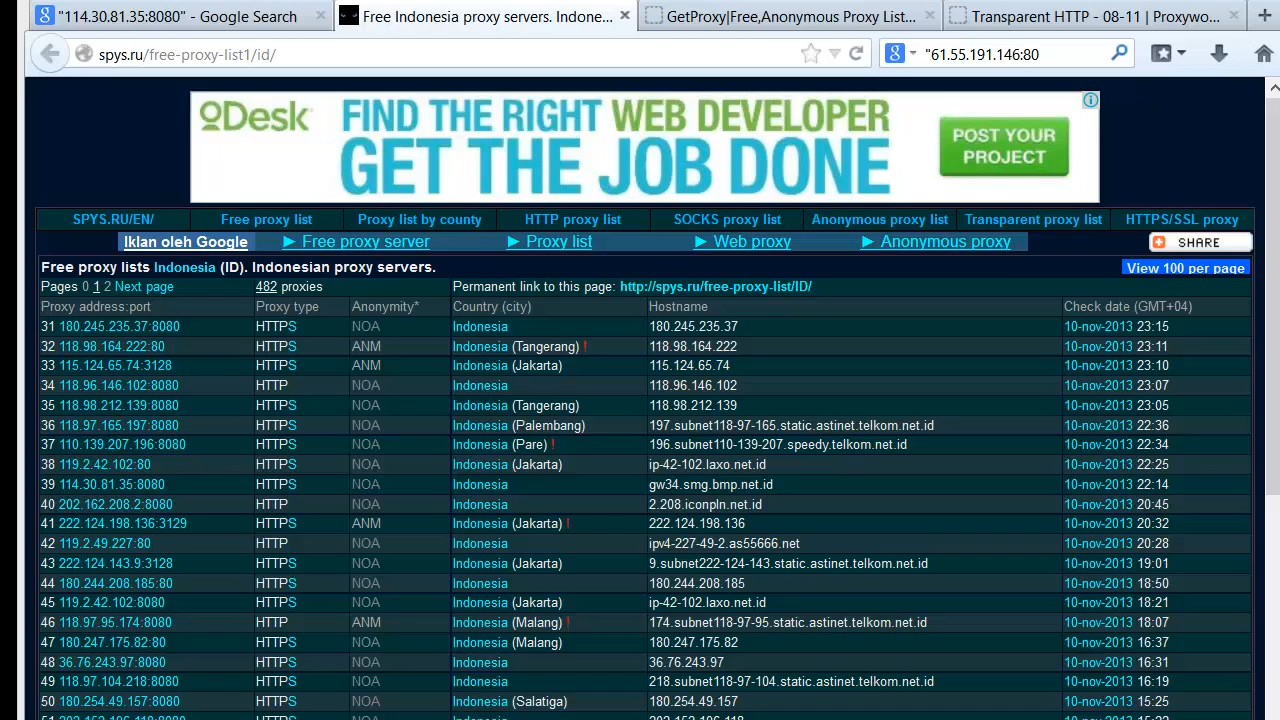 "114.30.81.35:8080" - Google Search
Free Indonesia proxy servers. Indone...
GetProxy|Free,Anonymous Proxy List...
Transparent HTTP - 08-11 | Proxywo...
spys.ru/free-proxy-list1/id/
"61.55.191.146:80
oDesk
FIND THE RIGHT WEB DEVELOPER
GET THE JOB DONE
POST YOUR
PROJECT
SPYS.RU/EN/ Free proxy list Proxy list by county HTTP proxy list SOCKS proxy list Anonymous proxy list Transparent proxy list HTTPS/SSL proxy
Iklan oleh Google ► Free proxy server ► Proxy list ► Web proxy ► Anonymous proxy SHARE
Free proxy lists Indonesia (ID). Indonesian proxy servers. View 100 per page
Pages 0 1 2 Next page 482 proxies Permanent link to this page: http://spys.ru/free-proxy-list/ID/
Proxy address:port Proxy type Anonymity* Country (city) Hostname Check date (GMT+04)
31 180.245.235.37:8080 HTTPS NOA Indonesia 180.245.235.37 10-nov-2013 23:15
32 118.98.164.222:80 HTTPS ANM Indonesia (Tangerang) ! 118.98.164.222 10-nov-2013 23:11
33 115.124.65.74:3128 HTTPS ANM Indonesia (Jakarta) 115.124.65.74 10-nov-2013 23:10
34 118.96.146.102:8080 HTTP NOA Indonesia 118.96.146.102 10-nov-2013 23:07
35 118.98.212.139:8080 HTTPS NOA Indonesia (Tangerang) 118.98.212.139 10-nov-2013 23:05
36 118.97.165.197:8080 HTTPS NOA Indonesia (Palembang) 197.subnet118-97-165.static.astinet.telkom.net.id 10-nov-2013 22:36
37 110.139.207.196:8080 HTTPS NOA Indonesia (Pare) ! 196.subnet110-139-207.speedy.telkom.net.id 10-nov-2013 22:34
38 119.2.42.102:80 HTTPS NOA Indonesia (Jakarta) ip-42-102.laxo.net.id 10-nov-2013 22:25
39 114.30.81.35:8080 HTTPS NOA Indonesia gw34.smg.bmp.net.id 10-nov-2013 22:14
40 202.162.208.2:8080 HTTP NOA Indonesia 2.208.iconpln.net.id 10-nov-2013 20:45
41 222.124.198.136:3129 HTTPS ANM Indonesia (Jakarta) ! 222.124.198.136 10-nov-2013 20:32
42 119.2.49.227:80 HTTP NOA Indonesia ipv4-227-49-2.as55666.net 10-nov-2013 20:28
43 222.124.143.9:3128 HTTPS NOA Indonesia (Jakarta) 9.subnet222-124-143.static.astinet.telkom.net.id 10-nov-2013 19:01
44 180.244.208.185:80 HTTPS NOA Indonesia 180.244.208.185 10-nov-2013 18:50
45 119.2.42.102:8080 HTTPS NOA Indonesia (Jakarta) ip-42-102.laxo.net.id 10-nov-2013 18:21
46 118.97.95.174:8080 HTTP ANM Indonesia (Malang) ! 174.subnet118-97-95.static.astinet.telkom.net.id 10-nov-2013 18:07
47 180.247.175.82:80 HTTPS NOA Indonesia (Malang) 180.247.175.82 10-nov-2013 16:37
48 36.76.243.97:8080 HTTPS NOA Indonesia 36.76.243.97 10-nov-2013 16:31
49 118.97.104.218:8080 HTTPS NOA Indonesia 218.subnet118-97-104.static.astinet.telkom.net.id 10-nov-2013 16:19
50 180.254.49.157:8080 HTTPS NOA Indonesia (Salatiga) 180.254.49.157 10-nov-2013 15:25